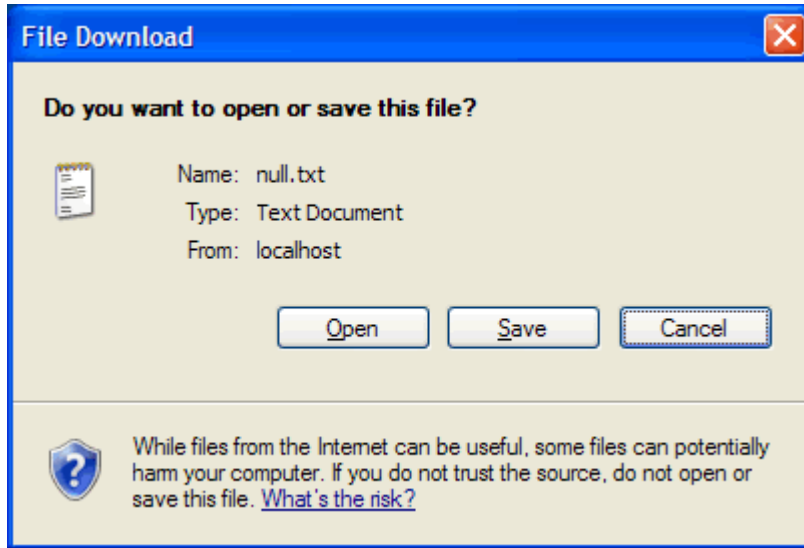 File Download
Do you want to open or save this file?
Name: null.txt
Type: Text Document
From: localhost
Open Save Cancel
While files from the Internet can be useful, some files can potentially
harm your computer. If you do not trust the source, do not open or
save this file. What's the risk?